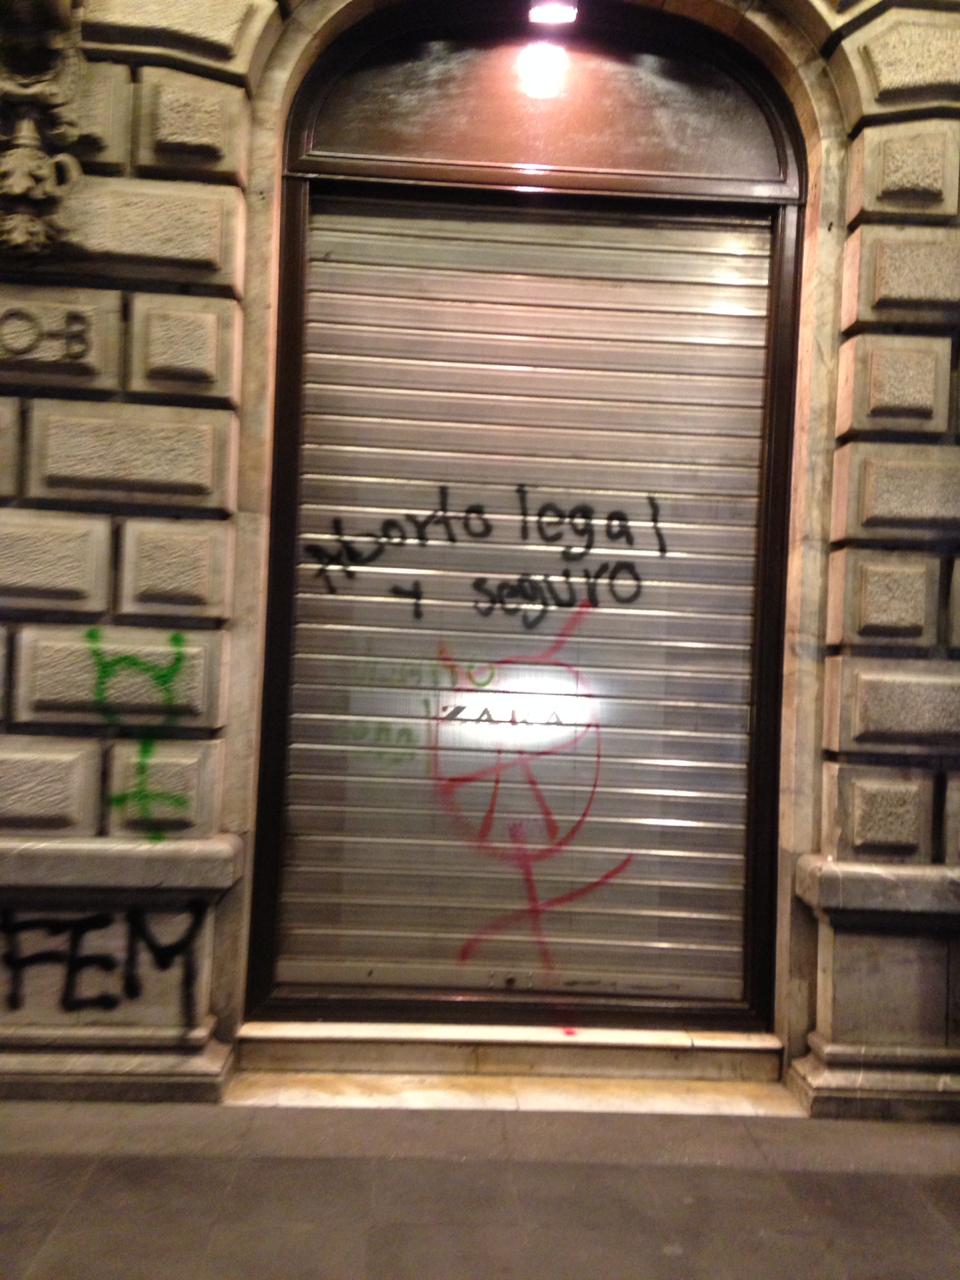 O-B
Aborto legal
y seguro
ZARA
FEM